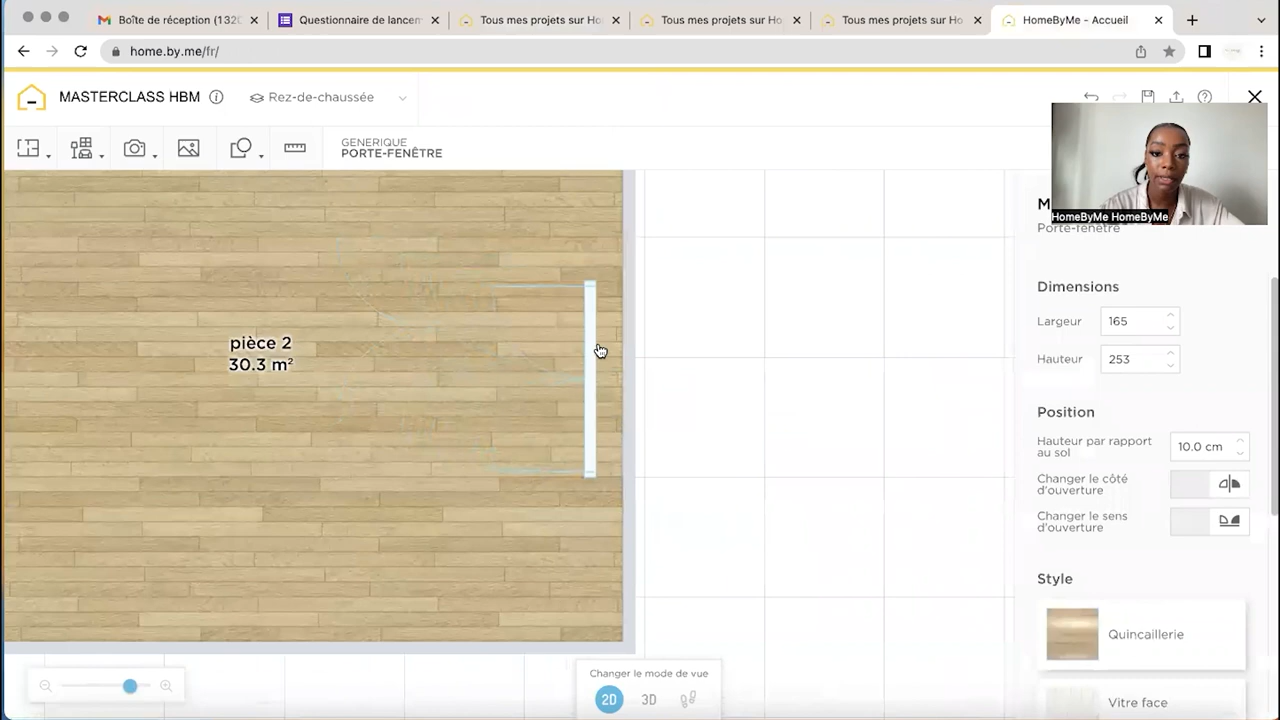 Boîte de réception (1320
Questionnaire de lancem
Tous mes projets sur Ho
Tous mes projets sur Ho
Tous mes projets sur Ho
HomeByMe - Accueil
home.by.me/fr/
MASTERCLASS HBM
Rez-de-chaussée
GENERIQUE
PORTE-FENÊTRE
HomeByMe HomeByMe
M
Porte-fenêtre
Dimensions
Largeur 165
Hauteur 253
Position
Hauteur par rapport
au sol
10.0 cm
Changer le côté
d'ouverture
Changer le sens
d'ouverture
Style
Quincaillerie
Vitre face
pièce 2
30.3 m²
Changer le mode de vue
2D 3D